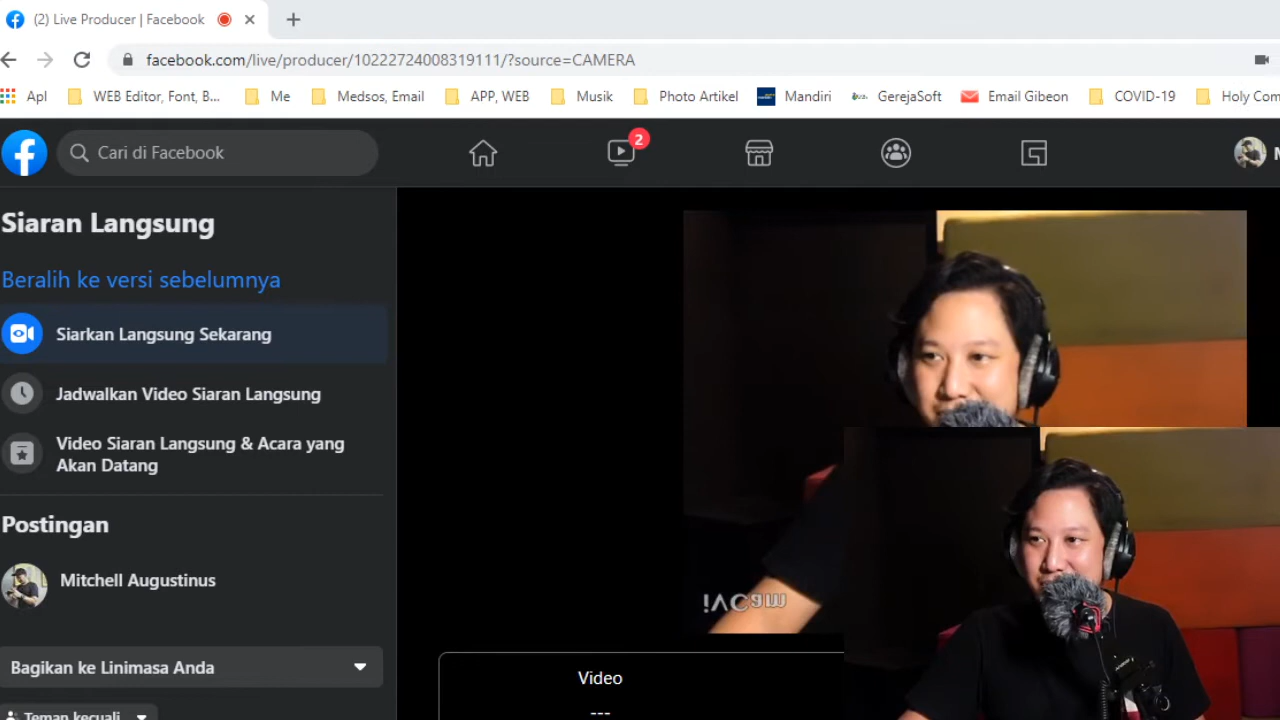 (2) Live Producer | Facebook
facebook.com/live/producer/10222724008319111/?source=CAMERA
Apl WEB Editor, Font, B... Me Medsos, Email APP, WEB Musik Photo Artikel Mandiri GerejaSoft Email Gibeon COVID-19 Holy Com
Cari di Facebook
2
Siaran Langsung
Beralih ke versi sebelumnya
Siarkan Langsung Sekarang
Jadwalkan Video Siaran Langsung
Video Siaran Langsung & Acara yang
Akan Datang
Postingan
Mitchell Augustinus
Bagikan ke Linimasa Anda
Teman kecuali
Video
---